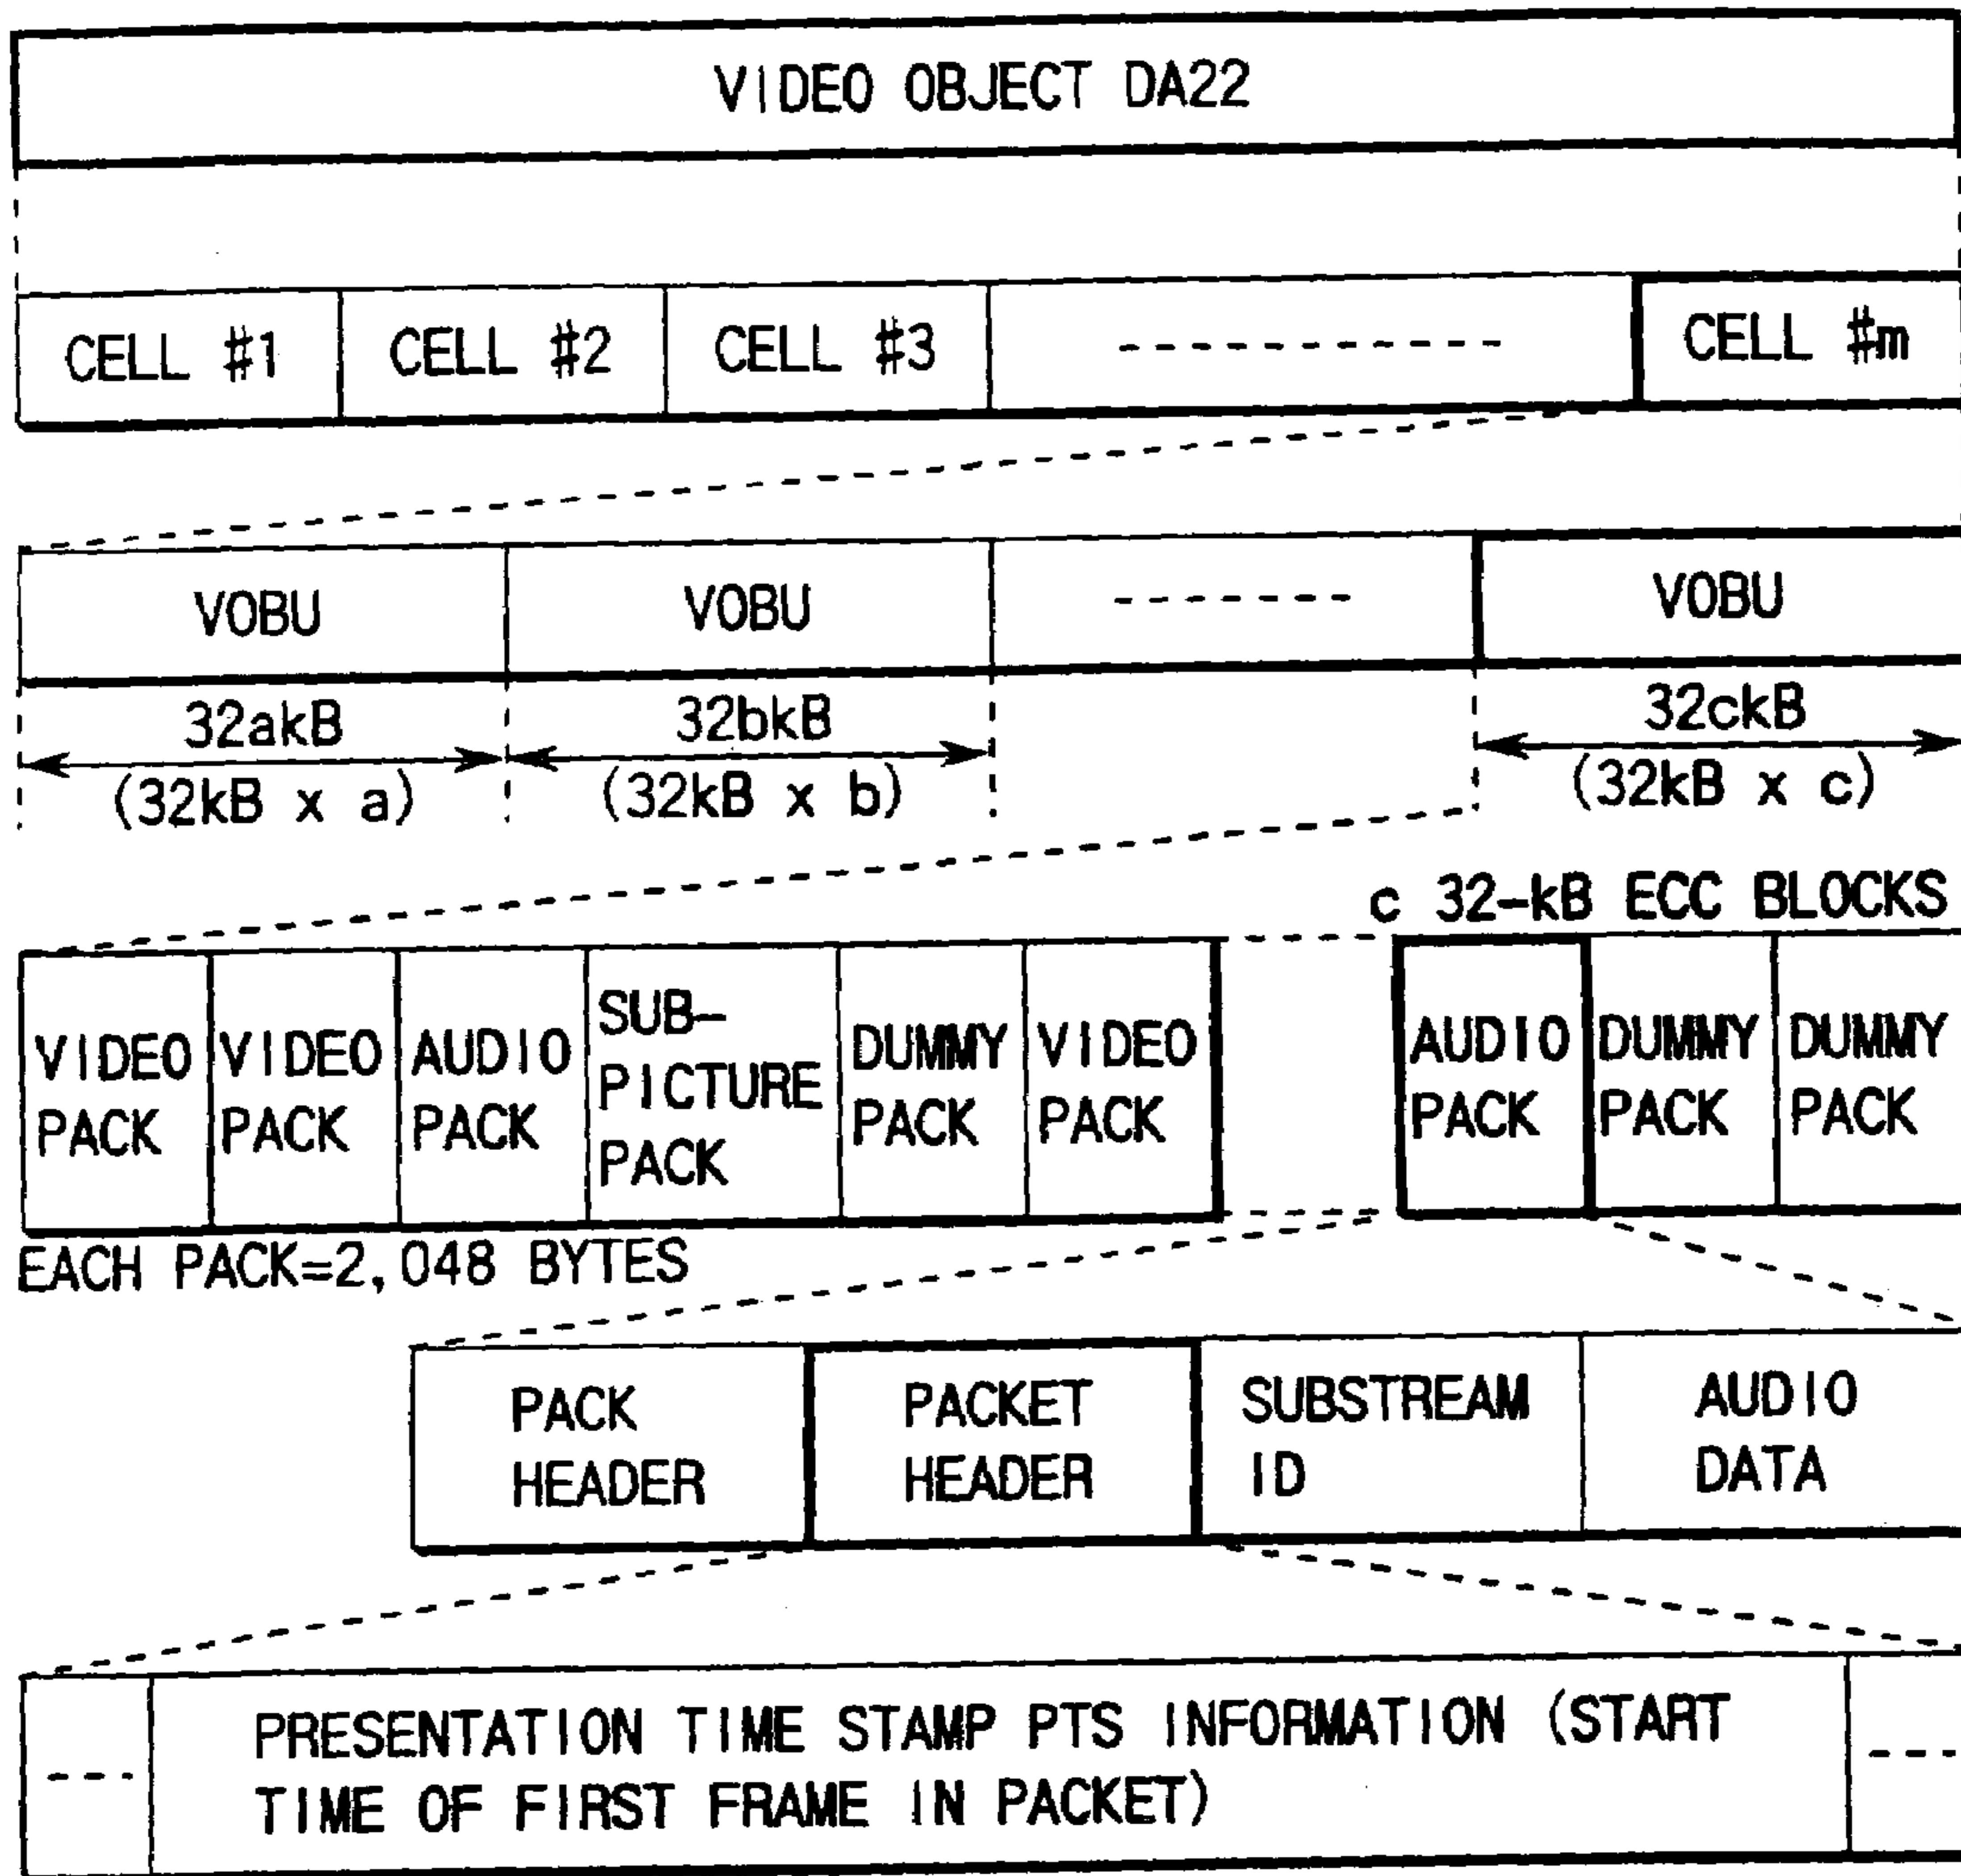 VIDEO OBJECT DA22
CELL #1 CELL #2 CELL #3 ----------- CELL #m
VOBU VOBU ------- VOBU
32akB 32bkB 32ckB
(32kB x a) (32kB x b) (32kB x c)
c 32-kB ECC BLOCKS
VIDEO PACK
VIDEO PACK
AUDIO PACK
SUB-
PICTURE
PACK
DUMMY PACK
VIDEO PACK
AUDIO PACK
DUMMY PACK
DUMMY PACK
EACH PACK=2,048 BYTES
PACK
HEADER
PACKET
HEADER
SUBSTREAM
ID
AUDIO
DATA
--- PRESENTATION TIME STAMP PTS INFORMATION (START
TIME OF FIRST FRAME IN PACKET) ----